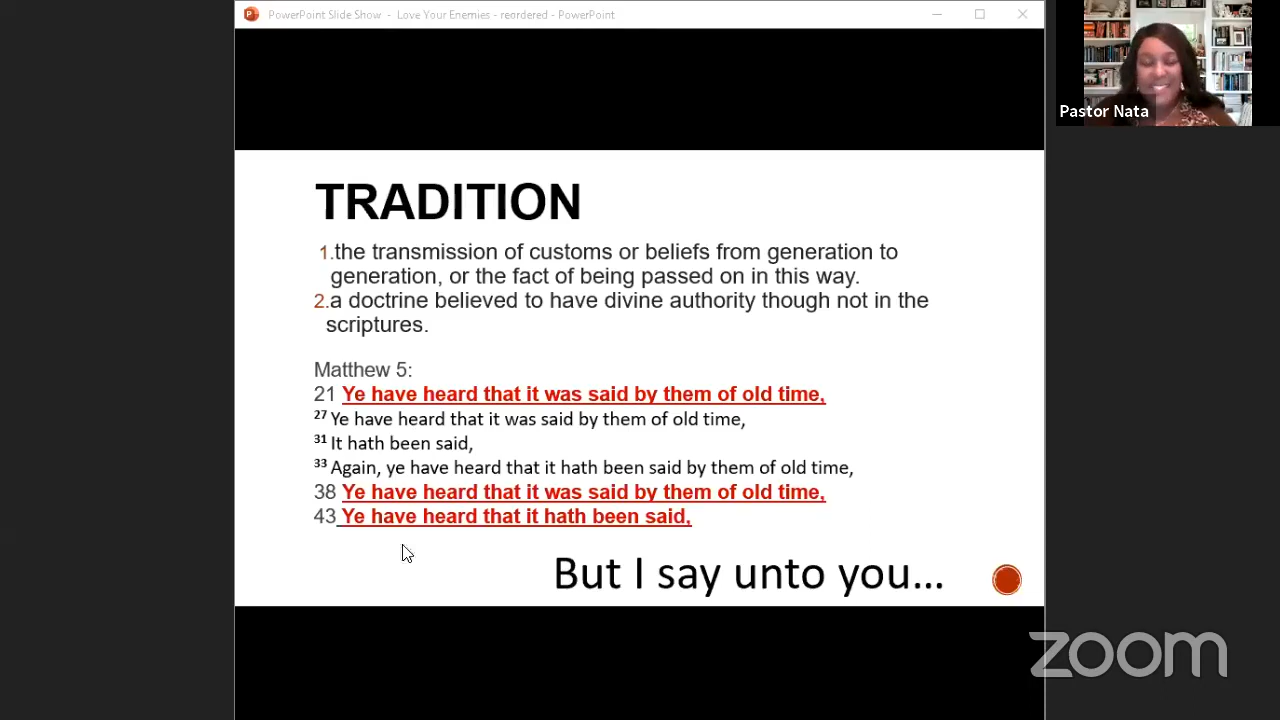 PowerPoint Slide Show - Love Your Enemies - reordered - PowerPoint
Pastor Nata
TRADITION
1.the transmission of customs or beliefs from generation to
generation, or the fact of being passed on in this way.
2.a doctrine believed to have divine authority though not in the
scriptures.
Matthew 5:
21 Ye have heard that it was said by them of old time,
27 Ye have heard that it was said by them of old time,
31 It hath been said,
33 Again, ye have heard that it hath been said by them of old time,
38 Ye have heard that it was said by them of old time,
43 Ye have heard that it hath been said,
But I say unto you...
zoom